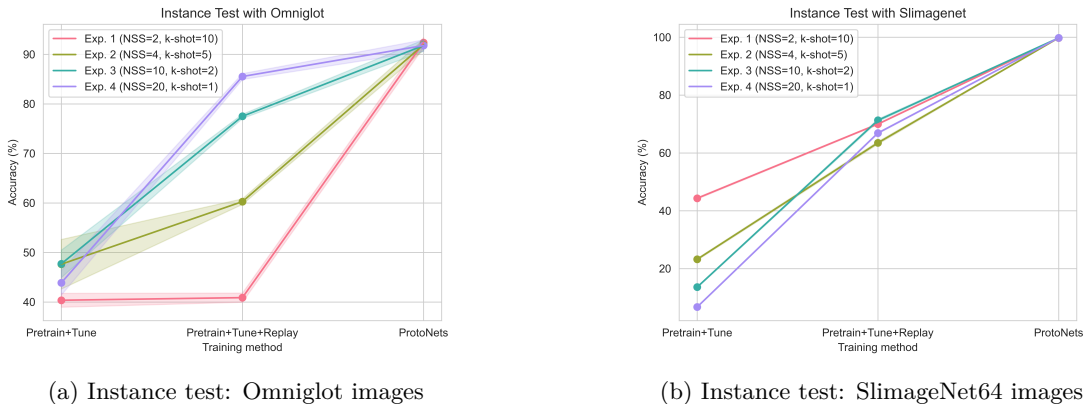 Instance Test with Omniglot
Exp. 1 (NSS=2, k-shot=10)
Exp. 2 (NSS=4, k-shot=5)
Exp. 3 (NSS=10, k-shot=2)
Exp. 4 (NSS=20, k-shot=1)
90
80
70
60
50
40
Accuracy (%)
Pretrain+Tune
Pretrain+Tune+Replay
ProtoNets
Training method
(a) Instance test: Omniglot images
Instance Test with Slimagenet
Exp. 1 (NSS=2, k-shot=10)
Exp. 2 (NSS=4, k-shot=5)
Exp. 3 (NSS=10, k-shot=2)
Exp. 4 (NSS=20, k-shot=1)
100
80
60
40
20
Accuracy (%)
Pretrain+Tune
Pretrain+Tune+Replay
ProtoNets
Training method
(b) Instance test: SlimageNet64 images